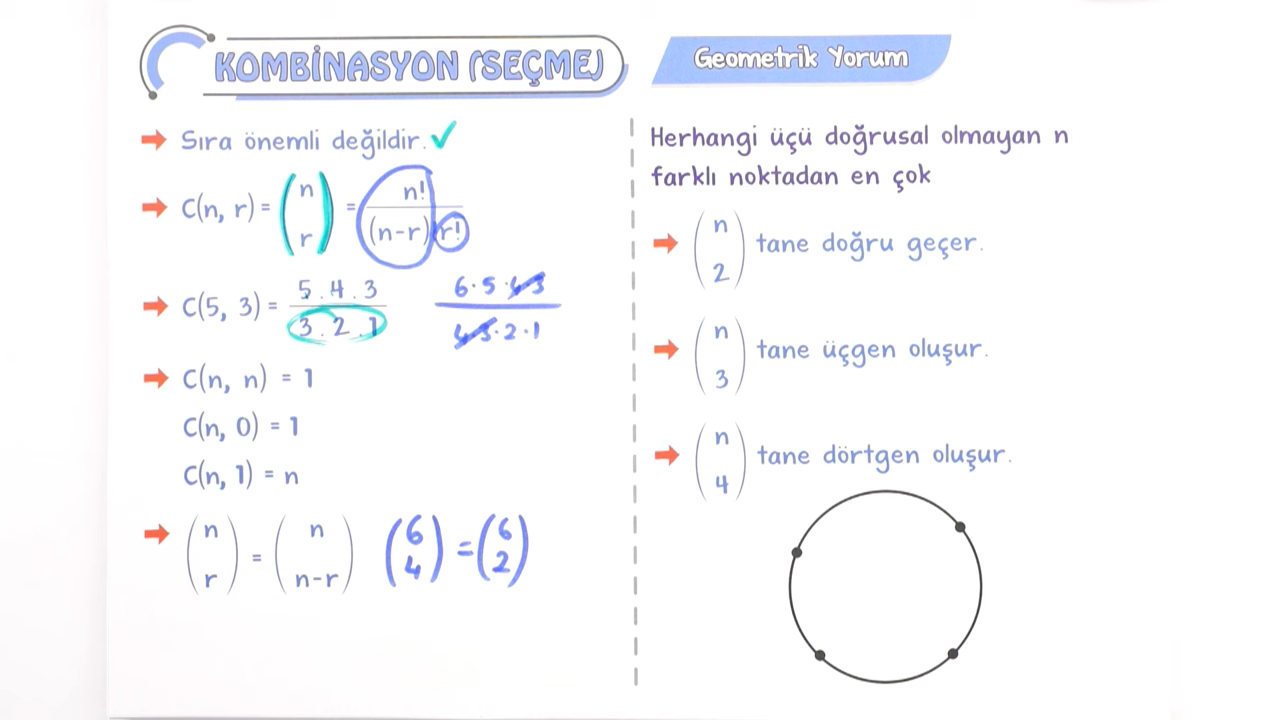 KOMBİNASYON (SEÇME)
Sıra önemli değildir. ✓
C(n, r) = (n r) = n! / (n-r) r!
C(5, 3) = 5 . 4 . 3 / 3 . 2 . 1
6·5·4·3 / 4·3·2·1
C(n, n) = 1
C(n, 0) = 1
C(n, 1) = n
(n r) = (n n-r)
(6 4) = (6 2)
Geometrik Yorum
Herhangi üçü doğrusal olmayan n
farklı noktadan en çok
(n 2) tane doğru geçer.
(n 3) tane üçgen oluşur.
(n 4) tane dörtgen oluşur.